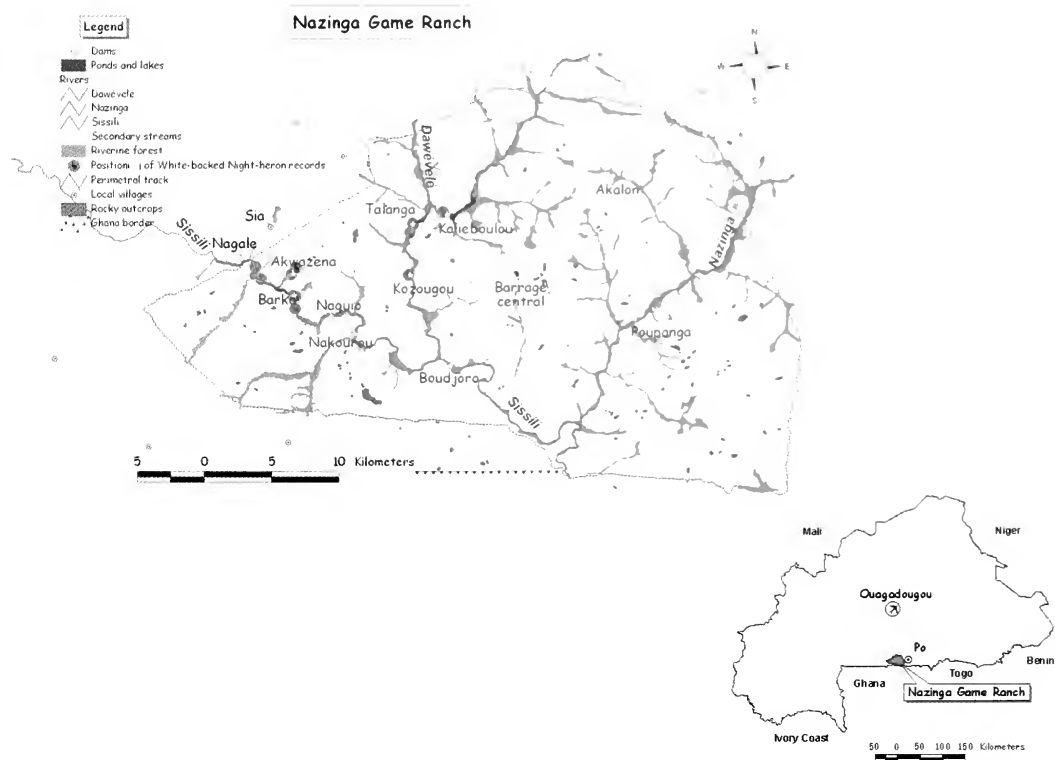 Nazinga Game Ranch
Legend
Dams
Ponds and lakes
Rivers
Dawévele
Nazinga
Sissili
Secondary streams
Riverine forest
Position of White-backed Night-heron records
Perimetral track
Local villages
Rocky outcrops
Ghana border
N
W
E
S
Dawévelé
Akalon
Talanga
Sia
Kalieboulou
Sissili
Nagale
Nazinga
Akwazena
Kozougou
Barrage
central
Barka
Naguio
Nakourou
Poupanga
Boudjoro
Sissili
5 0 5 10 Kilometers
Mali
Niger
Ouagadougou
Po
Benin
Togo
Ghana
Nazinga Game Ranch
Ivory Coast
50 0 50 100 150 Kilometers